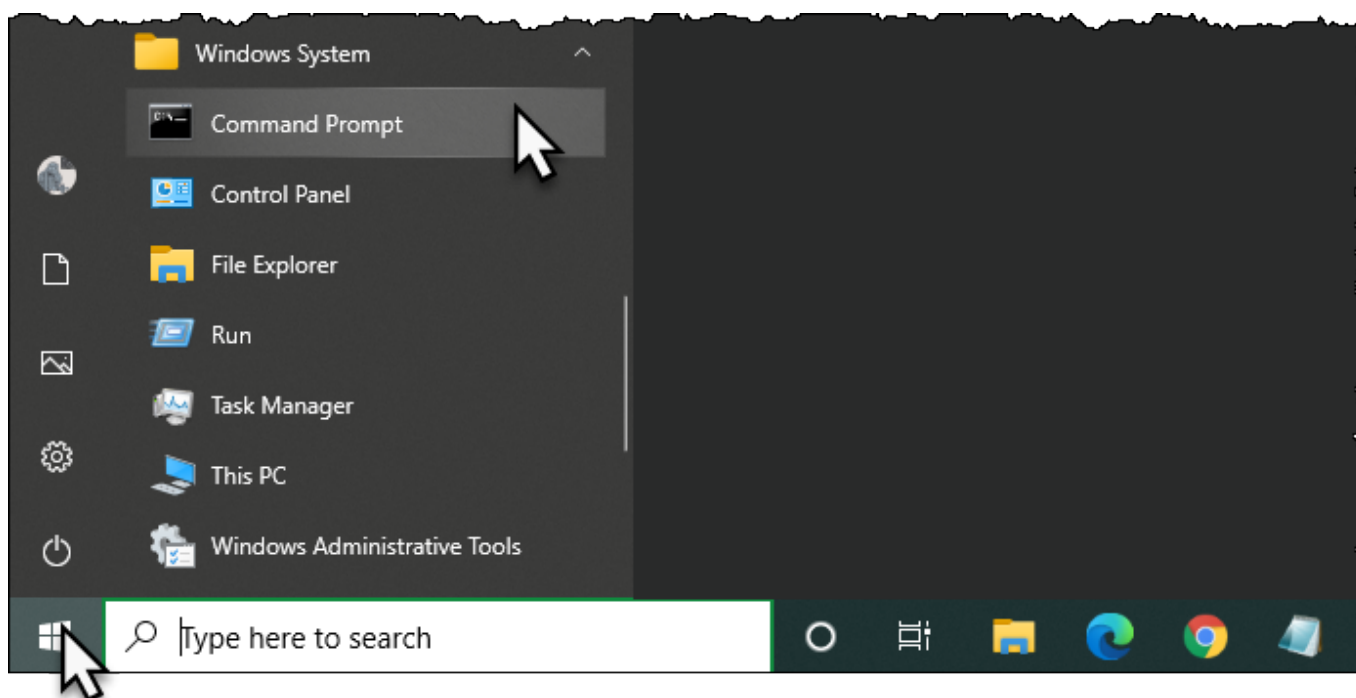 Windows System
Command Prompt
Control Panel
File Explorer
Run
Task Manager
This PC
Windows Administrative Tools
Type here to search